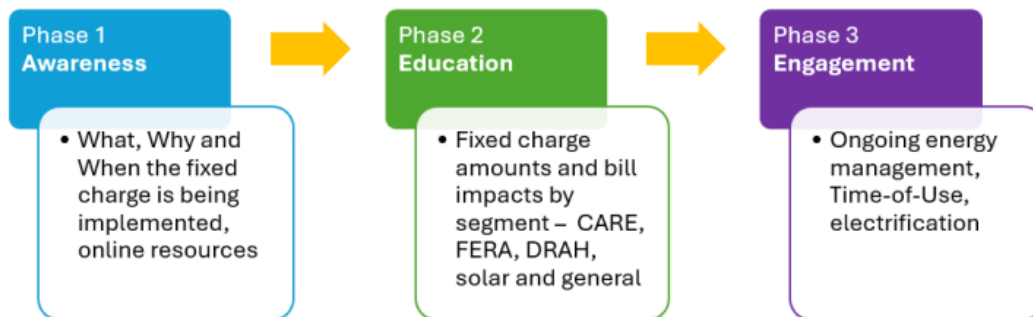 Phase 1
Awareness
• What, Why and
When the fixed
charge is being
implemented,
online resources
Phase 2
Education
• Fixed charge
amounts and bill
impacts by
segment – CARE,
FERA, DRAH,
solar and general
Phase 3
Engagement
• Ongoing energy
management,
Time-of-Use,
electrification